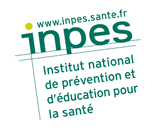 www.inpes.sante.fr
inpes
Institut national
de prévention et
d'éducation pour
la santé